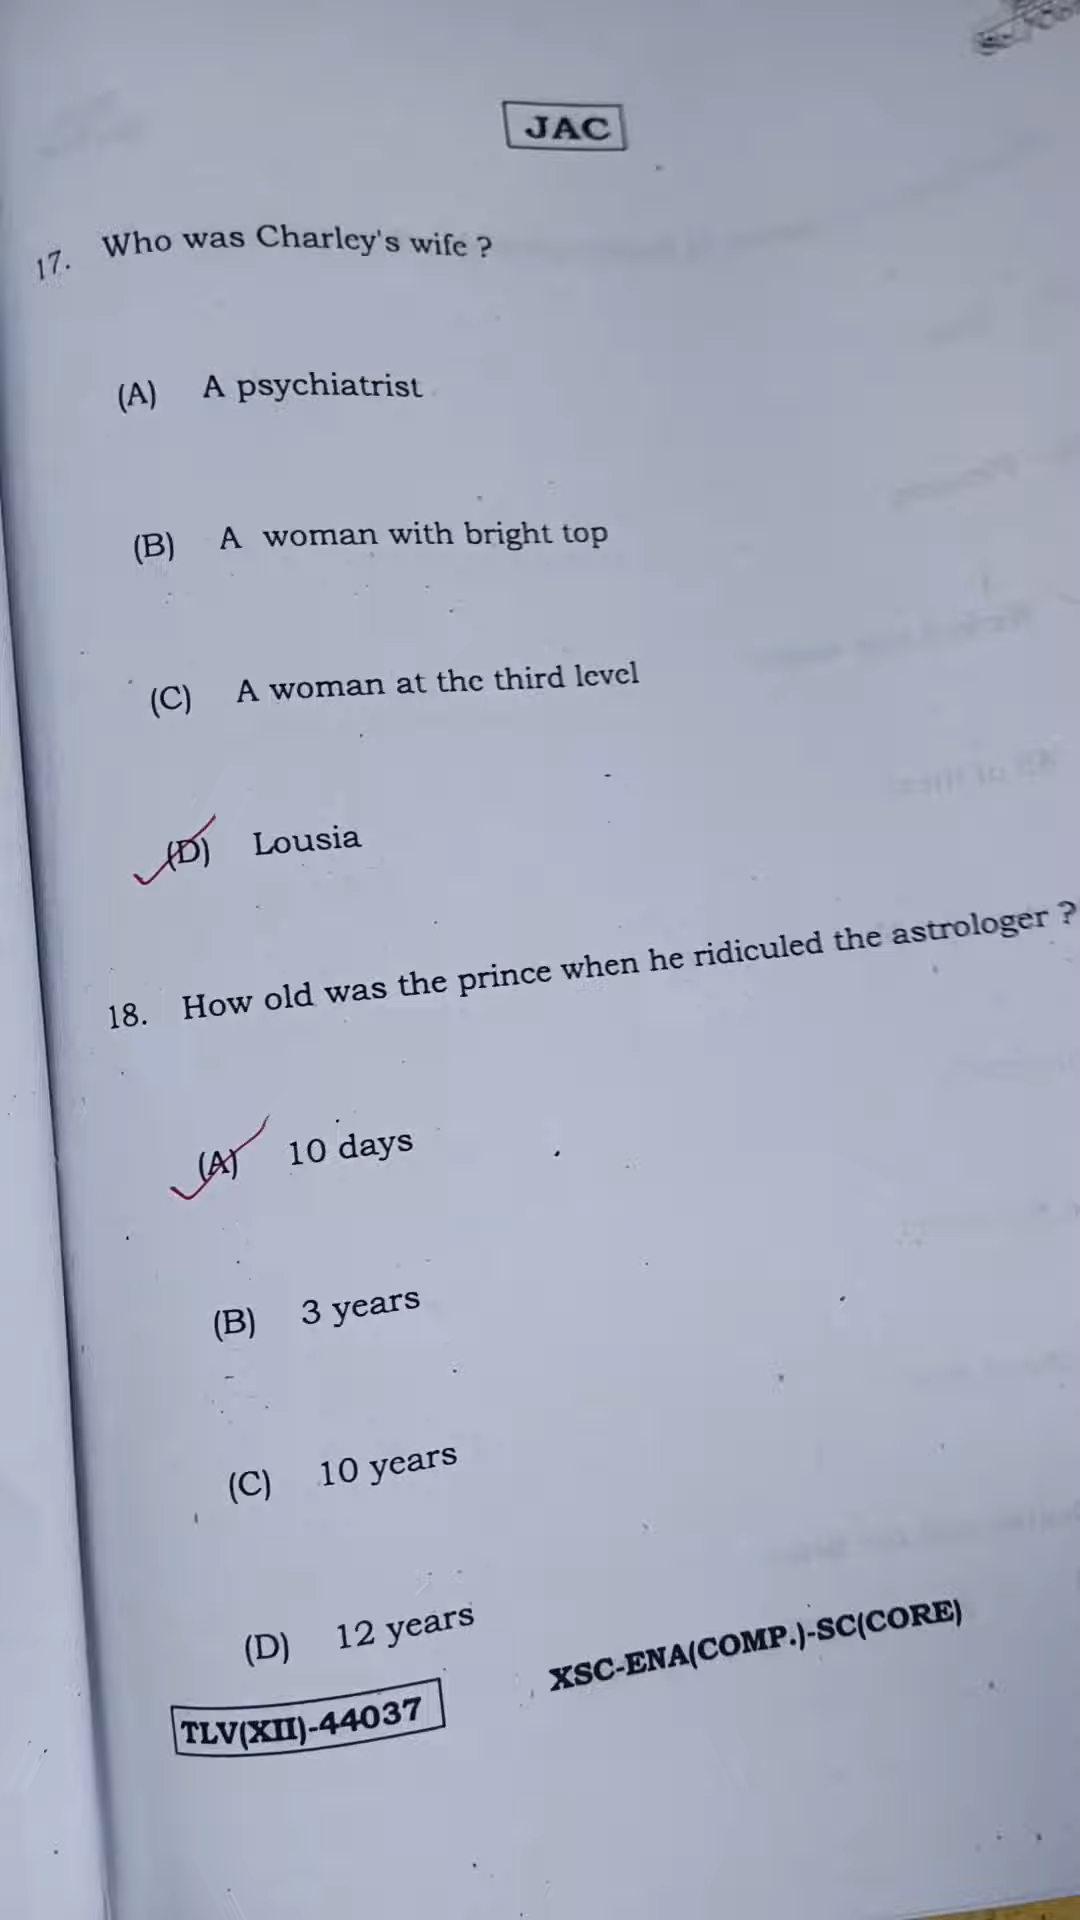 JAC
17. Who was Charley's wife ?
(A) A psychiatrist
(B) A woman with bright top
(C) A woman at the third level
(D) Lousia
18. How old was the prince when he ridiculed the astrologer ?
(A) 10 days
(B) 3 years
(C) 10 years
(D) 12 years
TLV(XII)-44037 XSC-ENA(COMP.)-SC(CORE)